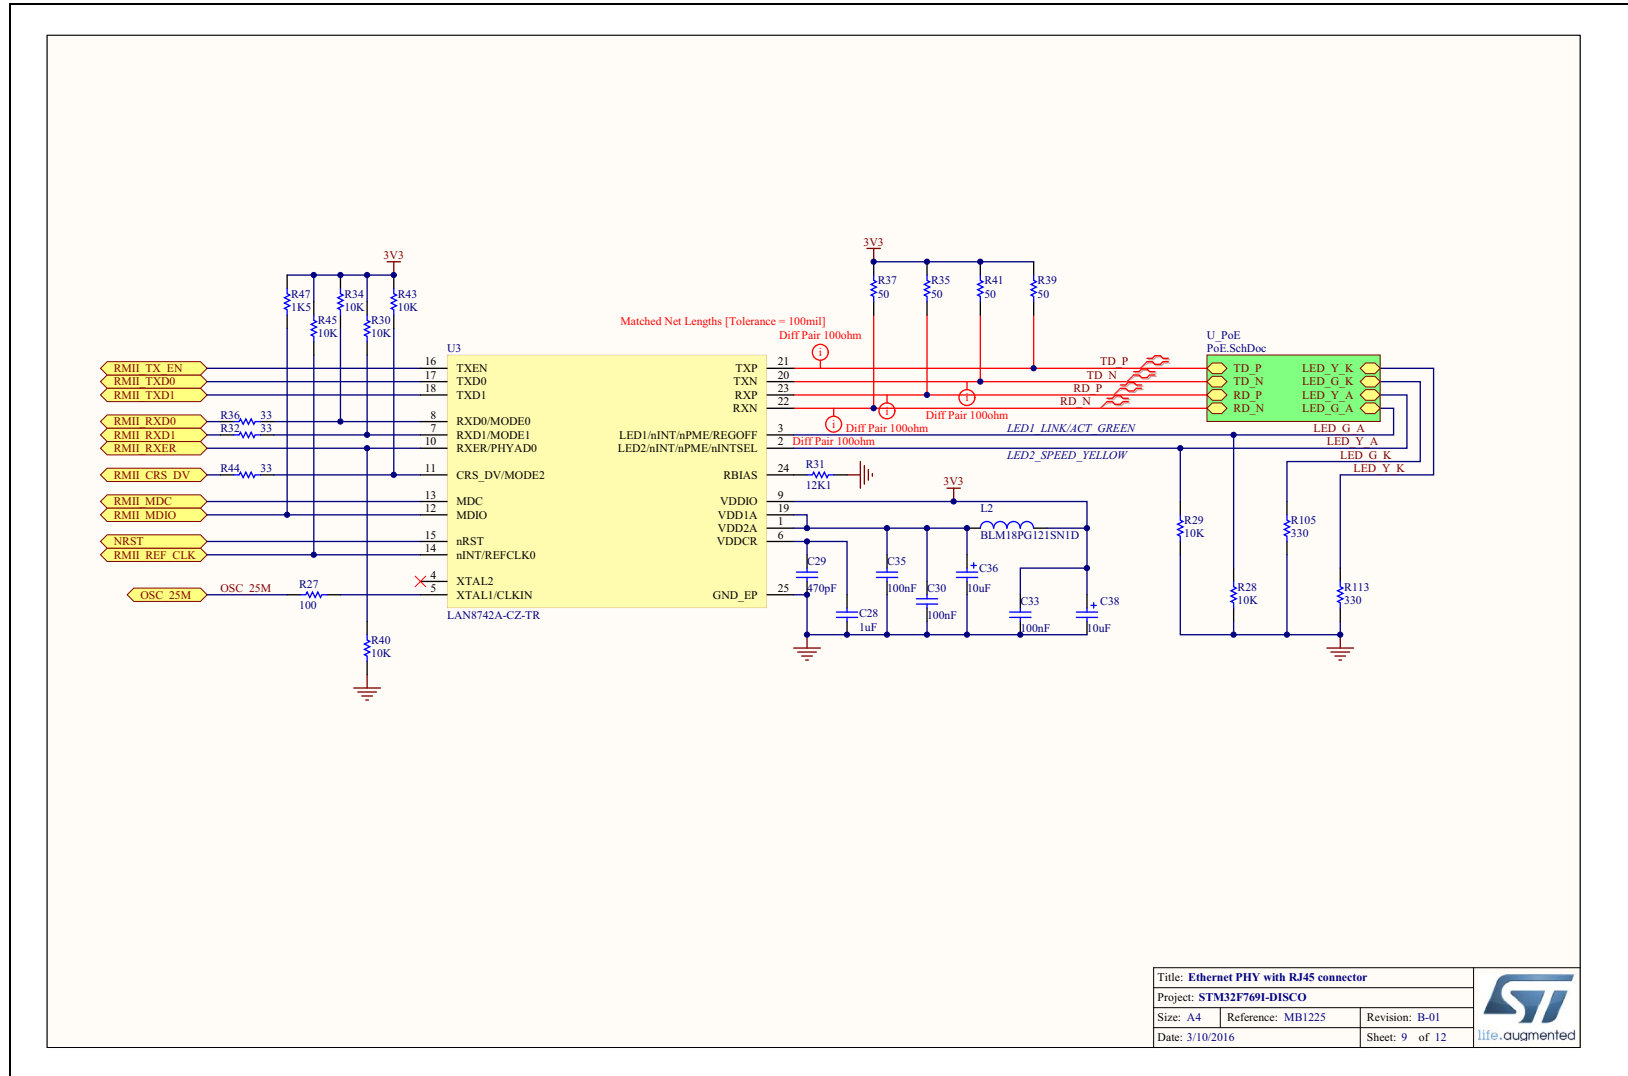 3V3
3V3
R47
1K5
R34
10K
R43
10K
R45
10K
R30
10K
R37
50
R35
50
R41
50
R39
50
Matched Net Lengths [Tolerance = 100mil]
Diff Pair 100ohm
i
U3
RMII_TX_EN
16
TXEN
TXP
21
TD_P
RMII_TXD0
17
TXD0
TXN
20
TD_N
RMII_TXD1
18
TXD1
RXP
23
RD_P
i
RXN
22
RD_N
i
i
Diff Pair 100ohm
Diff Pair 100ohm
Diff Pair 100ohm
U_PoE
PoE.SchDoc
TD_P
LED_Y_K
TD_N
LED_G_K
RD_P
LED_Y_A
RD_N
LED_G_A
RMII_RXD0
R36
33
8
RXD0/MODE0
RMII_RXD1
R32
33
7
RXD1/MODE1
LED1/nINT/nPME/REGOFF
3
LED1_LINK/ACT_GREEN
LED_G_A
RMII_RXER
10
RXER/PHYAD0
LED2/nINT/nPME/nINTSEL
2
LED2_SPEED_YELLOW
LED_Y_A
LED_G_K
LED_Y_K
RMII_CRS_DV
R44
33
11
CRS_DV/MODE2
RBIAS
24
R31
12K1
RMII_MDC
13
MDC
VDDIO
9
3V3
RMII_MDIO
12
MDIO
VDD1A
19
VDD2A
1
L2
BLM18PG121SN1D
NRST
15
nRST
VDDCR
6
RMII_REF_CLK
14
nINT/REFCLK0
4
XTAL2
OSC_25M
OSC_25M
R27
100
5
XTAL1/CLKIN
GND_EP
25
LAN8742A-CZ-TR
R40
10K
C29
470pF
C28
1uF
C35
100nF
C30
100nF
+
C36
10uF
C33
100nF
+
C38
10uF
R29
10K
R28
10K
R105
330
R113
330
Title: Ethernet PHY with RJ45 connector
Project: STM32F769I-DISCO
Size: A4
Reference: MB1225
Revision: B-01
Date: 3/10/2016
Sheet: 9 of 12
ST
life.augmented